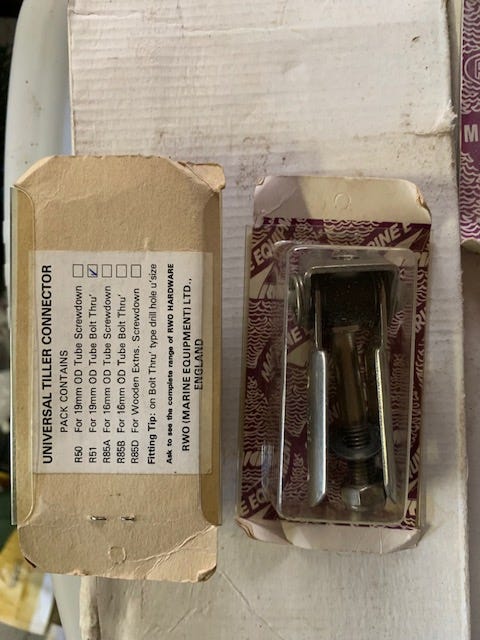 UNIVERSAL TILLER CONNECTOR
PACK CONTAINS
R50 For 19mm OD Tube Screwdown
R51 For 19mm OD Tube Bolt Thru'
R85A For 16mm OD Tube Screwdown
R85B For 16mm OD Tube Bolt Thru'
R85D For Wooden Extns. Screwdown
Fitting Tip: on Bolt Thru' type drill hole u'size
Ask to see the complete range of RWO HARDWARE
RWO (MARINE EQUIPMENT) LTD.,
ENGLAND
EQUI
MARINE
MARINE
M